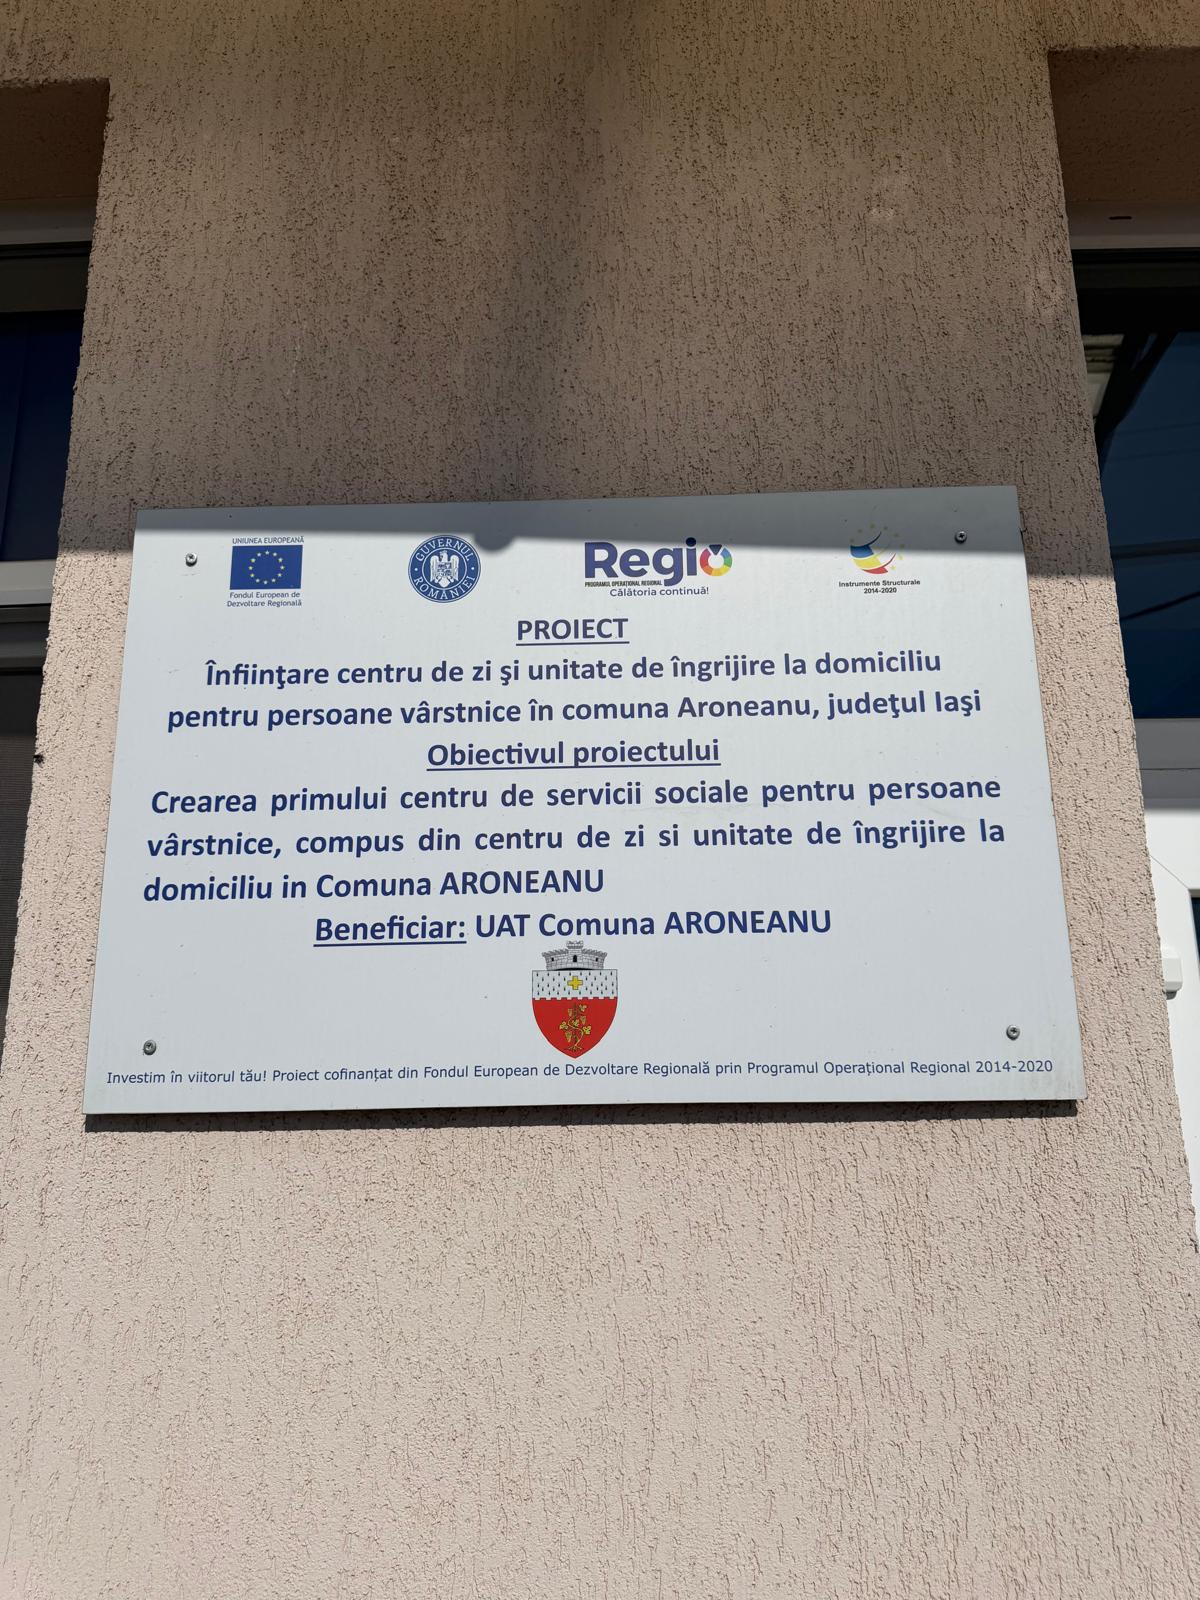 UNIUNEA EUROPEANĂ
Fondul European de
Dezvoltare Regională
GUVERNUL
ROMÂNIEI
Regio
PROGRAMUL OPERAȚIONAL REGIONAL
Călătoria continuă!
Instrumente Structurale
2014-2020
PROIECT
Înfiinţare centru de zi şi unitate de îngrijire la domiciliu
pentru persoane vârstnice în comuna Aroneanu, judeţul Iaşi
Obiectivul proiectului
Crearea primului centru de servicii sociale pentru persoane
vârstnice, compus din centru de zi si unitate de îngrijire la
domiciliu in Comuna ARONEANU
Beneficiar: UAT Comuna ARONEANU
Investim în viitorul tău! Proiect cofinanțat din Fondul European de Dezvoltare Regională prin Programul Operațional Regional 2014-2020